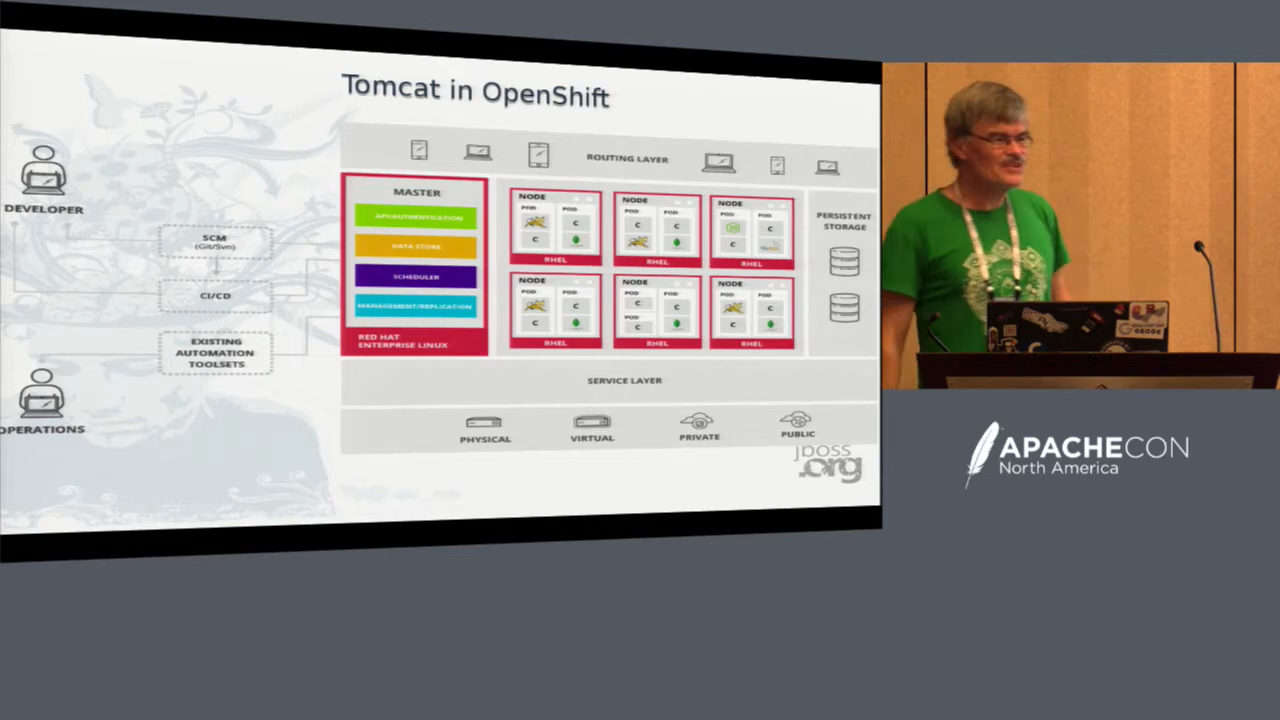 Tomcat in OpenShift
DEVELOPER
OPERATIONS
SCM
(Git/Svn)
CI/CD
EXISTING
AUTOMATION
TOOLSETS
ROUTING LAYER
MASTER
API/AUTHENTICATION
DATA STORE
SCHEDULER
MANAGEMENT/REPLICATION
RED HAT
ENTERPRISE LINUX
NODE
POD POD
C
C
RHEL
NODE
POD POD
C C
RHEL
NODE
POD POD
C
C
MySQL
RHEL
NODE
POD POD
C
C
RHEL
NODE
POD POD
C C
POD
C
RHEL
NODE
POD POD
C
C
RHEL
PERSISTENT
STORAGE
SERVICE LAYER
PHYSICAL
VIRTUAL
PRIVATE
PUBLIC
jboss
.org
GEODE
APACHECON
North America